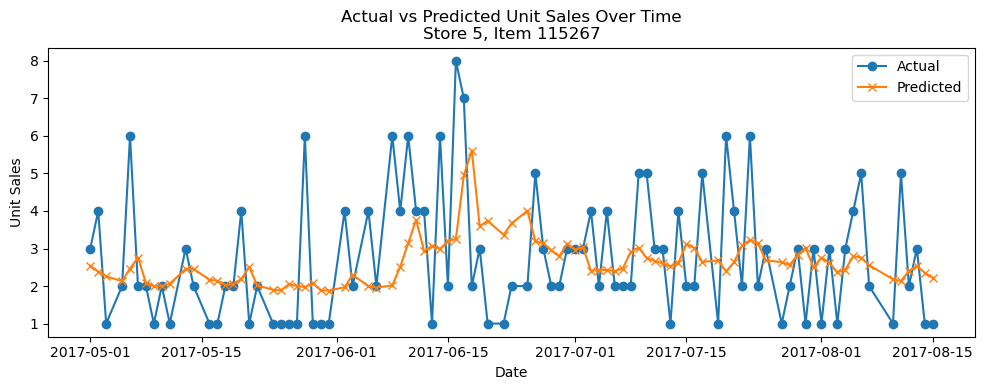 Actual vs Predicted Unit Sales Over Time
Store 5, Item 115267
Actual
Predicted
Unit Sales
8
7
6
5
4
3
2
1
2017-05-01 2017-05-15 2017-06-01 2017-06-15 2017-07-01 2017-07-15 2017-08-01 2017-08-15
Date